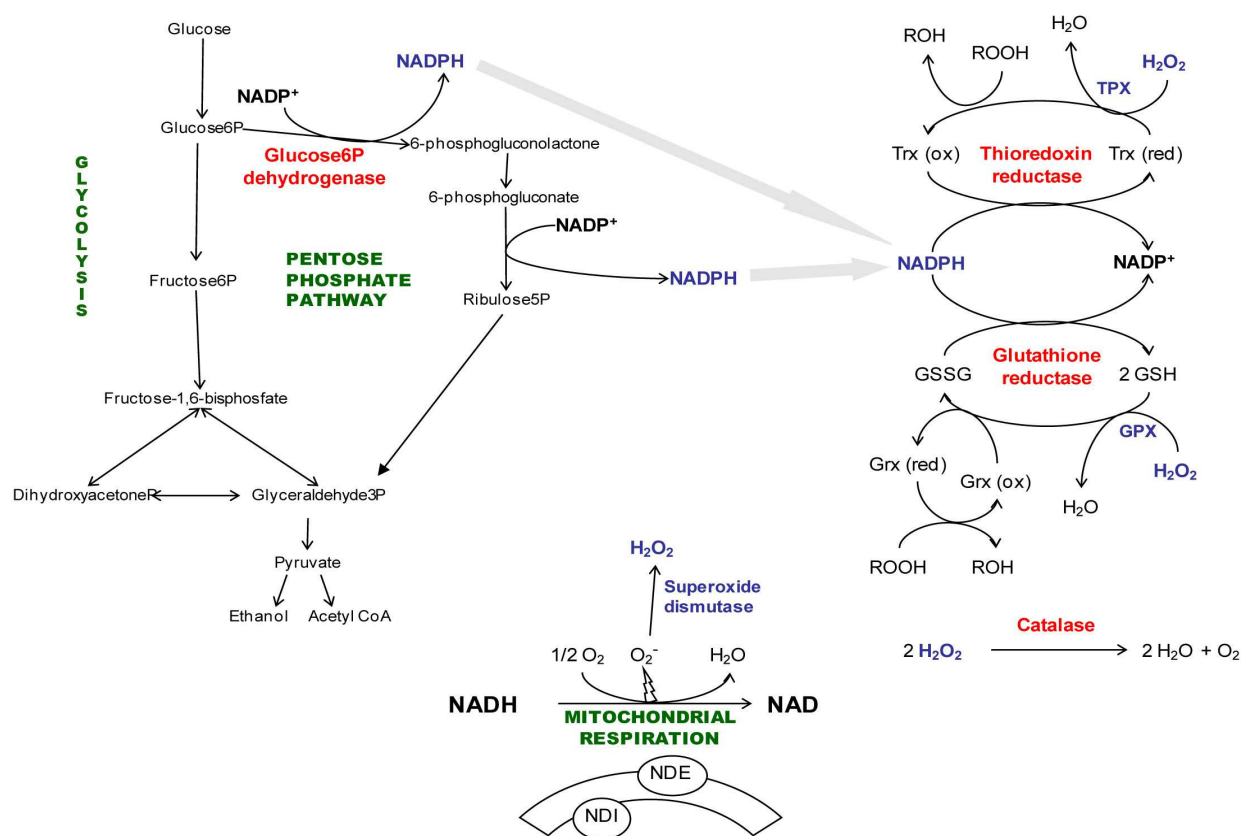 Glucose
NADP⁺
NADPH
Glucose6P
Glucose6P
dehydrogenase
6-phosphogluconolactone
6-phosphogluconate
NADP⁺
NADPH
Ribulose5P
GLYCOLYSIS
PENTOSE
PHOSPHATE
PATHWAY
Fructose6P
Fructose-1,6-bisphosfate
DihydroxyacetoneP
Glyceraldehyde3P
Pyruvate
Ethanol
Acetyl CoA
ROH
ROOH
H₂O
H₂O₂
TPX
Trx (ox)
Thioredoxin
reductase
Trx (red)
NADPH
NADP⁺
GSSG
Glutathione
reductase
2 GSH
GPX
Grx (red)
Grx (ox)
H₂O₂
H₂O
ROOH
ROH
Catalase
2 H₂O₂
2 H₂O + O₂
H₂O₂
Superoxide
dismutase
1/2 O₂
O₂⁻
H₂O
NADH
NAD
MITOCHONDRIAL
RESPIRATION
NDE
NDI